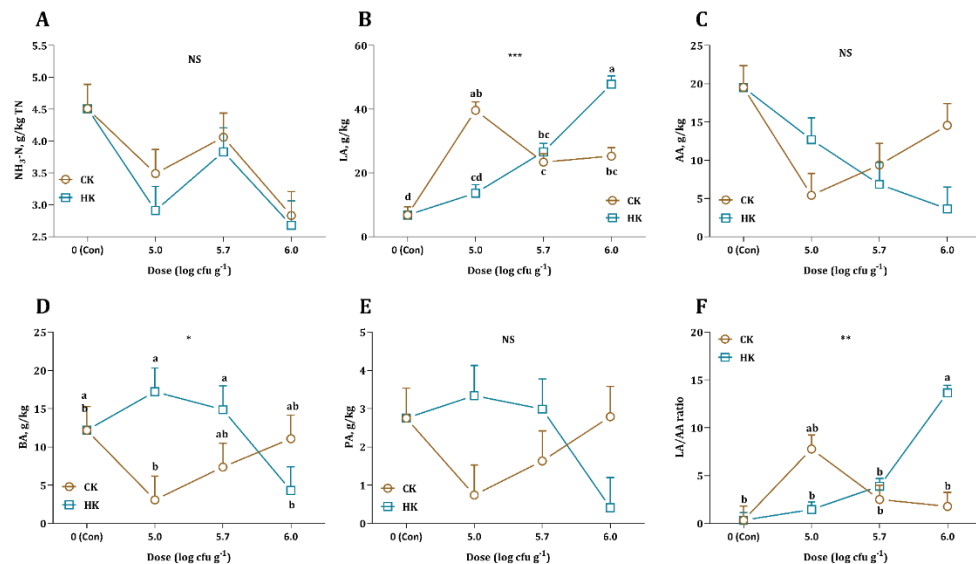 A
NS
NH₃-N, g/kg TN
5.5
5.0
4.5
4.0
3.5
3.0
2.5
CK
HK
0 (Con)
5.0
5.7
6.0
Dose (log cfu g⁻¹)
B
***
LA, g/kg
60
40
20
0
d
ab
cd
bc
c
a
bc
CK
HK
0 (Con)
5.0
5.7
6.0
Dose (log cfu g⁻¹)
C
NS
AA, g/kg
25
20
15
10
5
0
CK
HK
0 (Con)
5.0
5.7
6.0
Dose (log cfu g⁻¹)
D
*
BA, g/kg
25
20
15
10
5
0
a
b
a
b
a
ab
ab
b
CK
HK
0 (Con)
5.0
5.7
6.0
Dose (log cfu g⁻¹)
E
NS
PA, g/kg
5
4
3
2
1
0
CK
HK
0 (Con)
5.0
5.7
6.0
Dose (log cfu g⁻¹)
F
**
LA/AA ratio
20
15
10
5
0
CK
HK
b
ab
b
b
b
a
b
0 (Con)
5.0
5.7
6.0
Dose (log cfu g⁻¹)